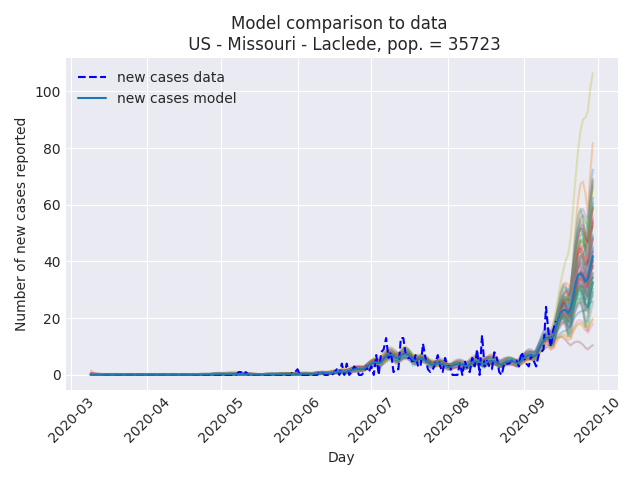 Model comparison to data
US - Missouri - Laclede, pop. = 35723
new cases data
new cases model
Number of new cases reported
100
80
60
40
20
0
2020-03
2020-04
2020-05
2020-06
2020-07
2020-08
2020-09
2020-10
Day